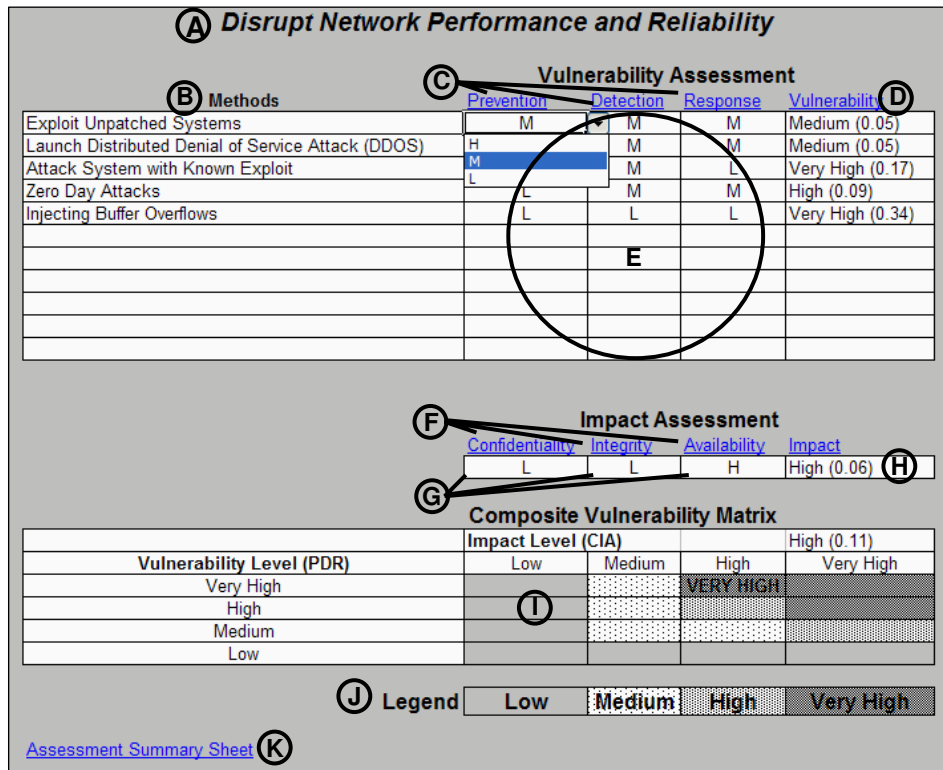 A Disrupt Network Performance and Reliability
C Vulnerability Assessment
B Methods Prevention Detection Response Vulnerability D
Exploit Unpatched Systems M M M Medium (0.05)
Launch Distributed Denial of Service Attack (DDOS) H M M Medium (0.05)
Attack System with Known Exploit M M L Very High (0.17)
L
Zero Day Attacks L M M High (0.09)
Injecting Buffer Overflows L L L Very High (0.34)
E
F Impact Assessment
Confidentiality Integrity Availability Impact
L L H High (0.06) H
G
Composite Vulnerability Matrix
Impact Level (CIA) High (0.11)
Vulnerability Level (PDR) Low Medium High Very High
Very High VERY HIGH
High I
Medium
Low
J Legend Low Medium High Very High
Assessment Summary Sheet K